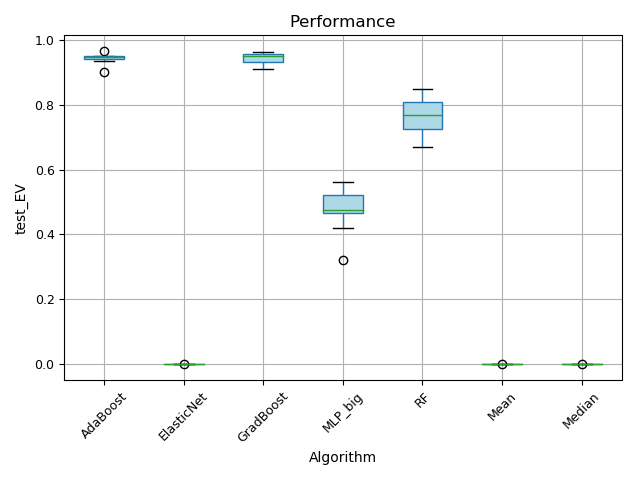 Performance
1.0
0.8
0.6
0.4
0.2
0.0
test_EV
AdaBoost
ElasticNet
GradBoost
MLP_big
RF
Mean
Median
Algorithm